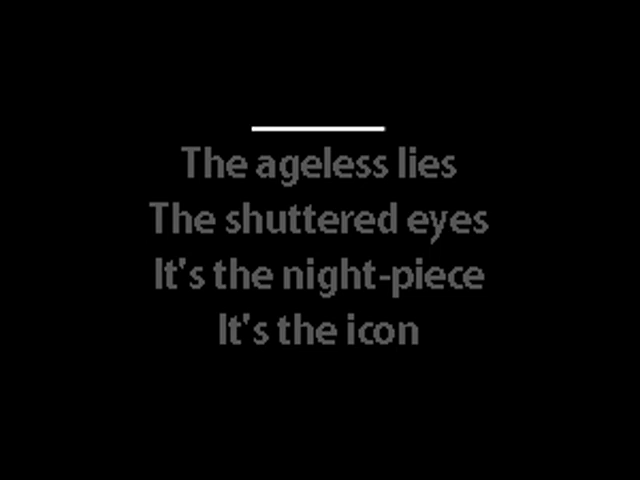 The ageless lies
The shuttered eyes
It's the night-piece
It's the icon